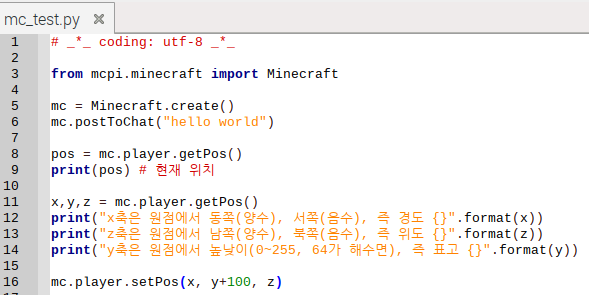 mc_test.py ×
1 # _*_ coding: utf-8 _*_
2
3 from mcpi.minecraft import Minecraft
4
5 mc = Minecraft.create()
6 mc.postToChat("hello world")
7
8 pos = mc.player.getPos()
9 print(pos) # 현재 위치
10
11 x,y,z = mc.player.getPos()
12 print("x축은 원점에서 동쪽(양수), 서쪽(음수), 즉 경도 {}".format(x))
13 print("z축은 원점에서 남쪽(양수), 북쪽(음수), 즉 위도 {}".format(z))
14 print("y축은 원점에서 높낮이(0~255, 64가 해수면), 즉 표고 {}".format(y))
15
16 mc.player.setPos(x, y+100, z)